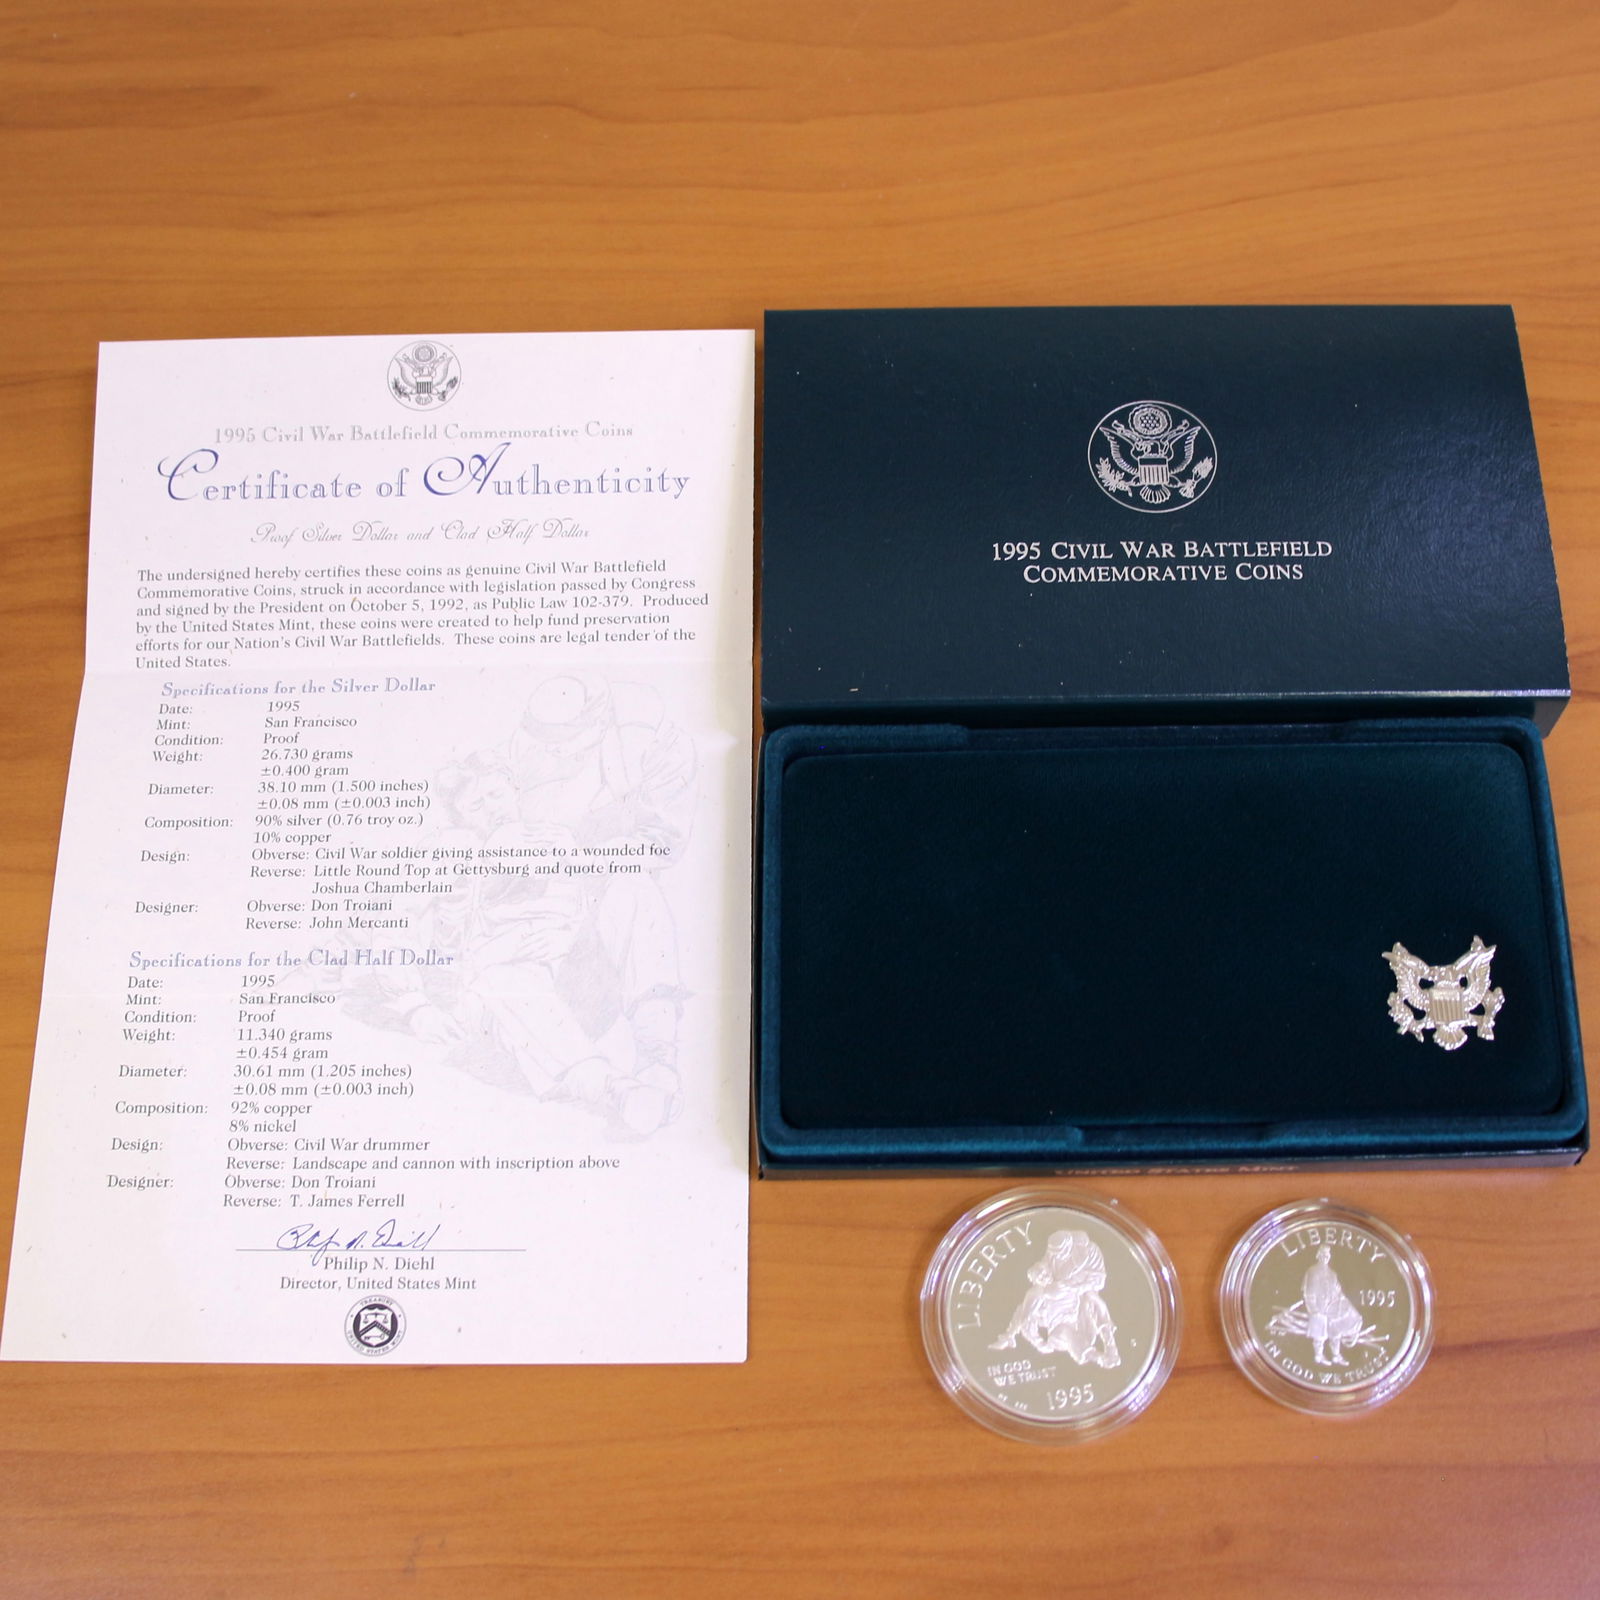 1995 Civil War Battlefield Commemorative Coins
Certificate of Authenticity
Proof Silver Dollar and Clad Half Dollar
The undersigned hereby certifies these coins as genuine Civil War Battlefield
Commemorative Coins, struck in accordance with legislation passed by Congress
and signed by the President on October 5, 1992, as Public Law 102-379. Produced
by the United States Mint, these coins were created to help fund preservation
efforts for our Nation's Civil War Battlefields. These coins are legal tender of the
United States.
Specifications for the Silver Dollar
Date: 1995
Mint: San Francisco
Condition: Proof
Weight: 26.730 grams
±0.400 gram
Diameter: 38.10 mm (1.500 inches)
±0.08 mm (±0.003 inch)
Composition: 90% silver (0.76 troy oz.)
10% copper
Design: Obverse: Civil War soldier giving assistance to a wounded foe
Reverse: Little Round Top at Gettysburg and quote from
Joshua Chamberlain
Designer: Obverse: Don Troiani
Reverse: John Mercanti
Specifications for the Clad Half Dollar
Date: 1995
Mint: San Francisco
Condition: Proof
Weight: 11.340 grams
±0.454 gram
Diameter: 30.61 mm (1.205 inches)
±0.08 mm (±0.003 inch)
Composition: 92% copper
8% nickel
Design: Obverse: Civil War drummer
Reverse: Landscape and cannon with inscription above
Designer: Obverse: Don Troiani
Reverse: T. James Ferrell
Philip N. Diehl
Philip N. Diehl
Director, United States Mint
1995 CIVIL WAR BATTLEFIELD
COMMEMORATIVE COINS
UNITED STATES MINT
LIBERTY
IN GOD
WE TRUST
1995
S
LIBERTY
1995
IN GOD WE TRUST